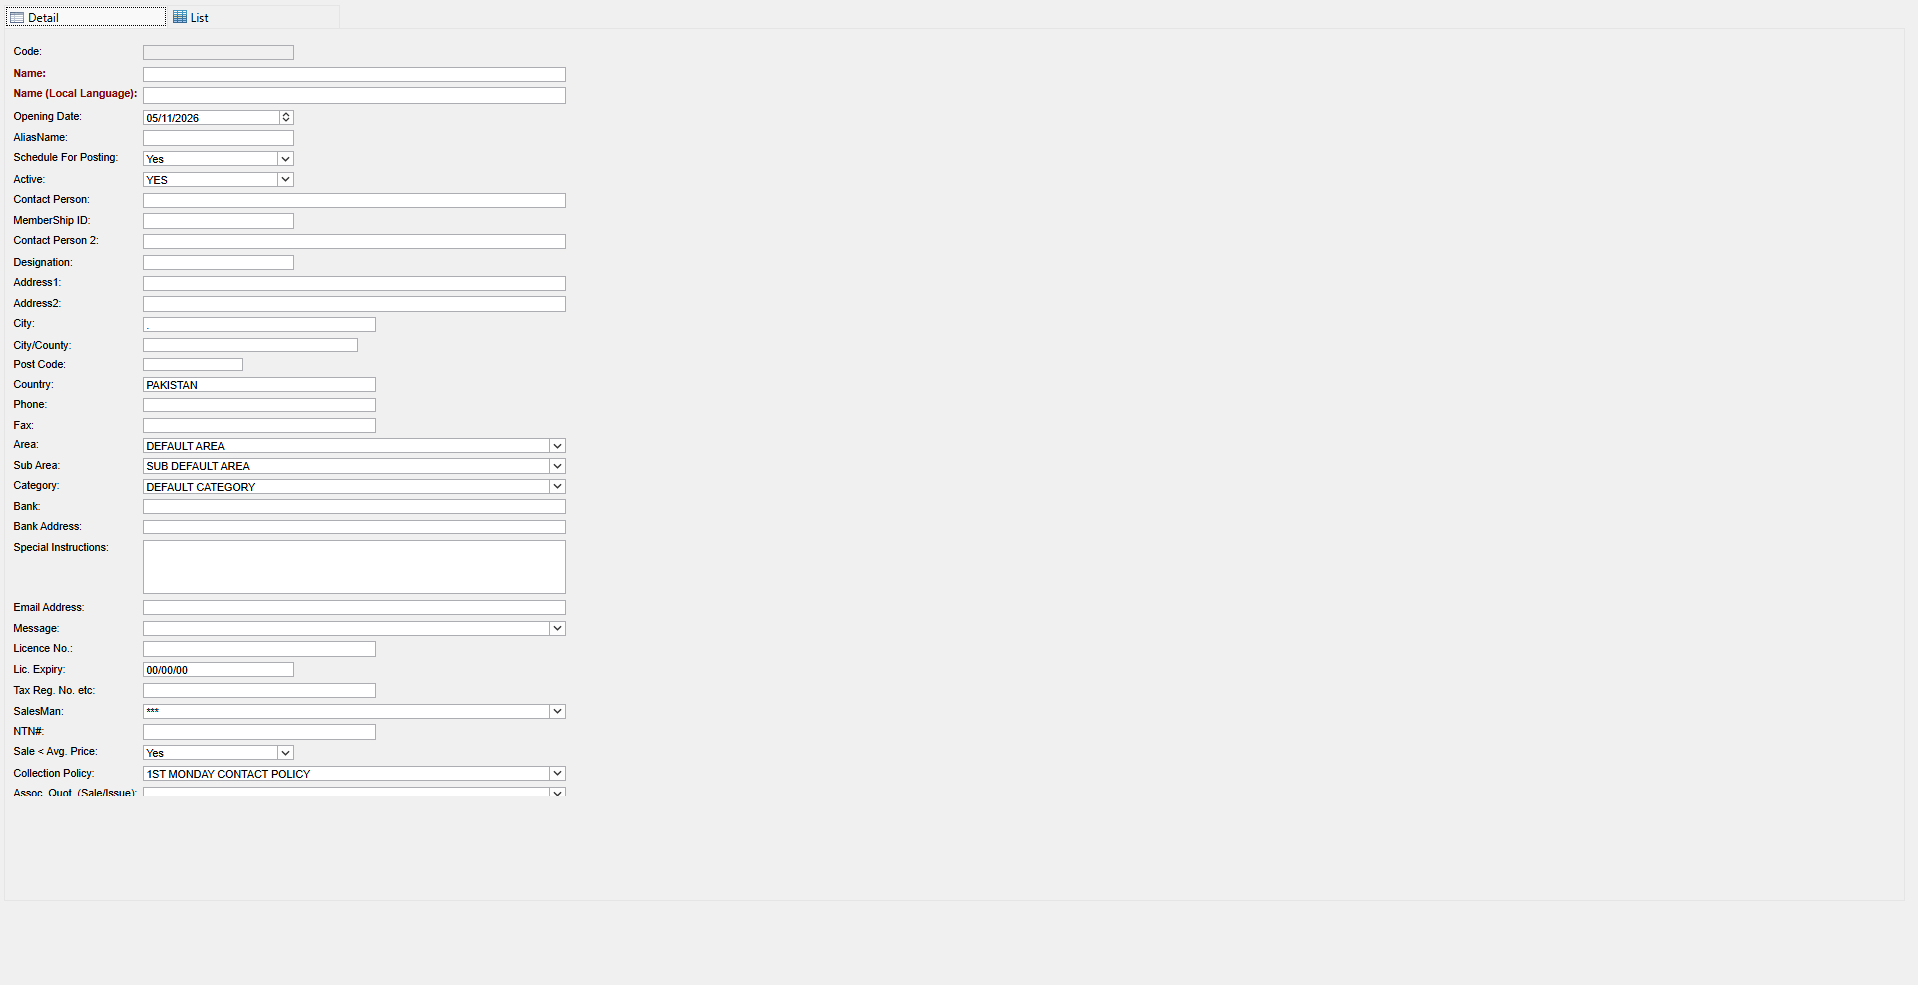 Detail List
Code:
Name:
Name (Local Language):
Opening Date: 05/11/2026
AliasName:
Schedule For Posting: Yes
Active: YES
Contact Person:
MemberShip ID:
Contact Person 2:
Designation:
Address1:
Address2:
City: .
City/County:
Post Code:
Country: PAKISTAN
Phone:
Fax:
Area: DEFAULT AREA
Sub Area: SUB DEFAULT AREA
Category: DEFAULT CATEGORY
Bank:
Bank Address:
Special Instructions:
Email Address:
Message:
Licence No.:
Lic. Expiry: 00/00/00
Tax Reg. No. etc:
SalesMan: ***
NTN#:
Sale < Avg. Price: Yes
Collection Policy: 1ST MONDAY CONTACT POLICY
Assoc. Quot. (Sale/Issue):